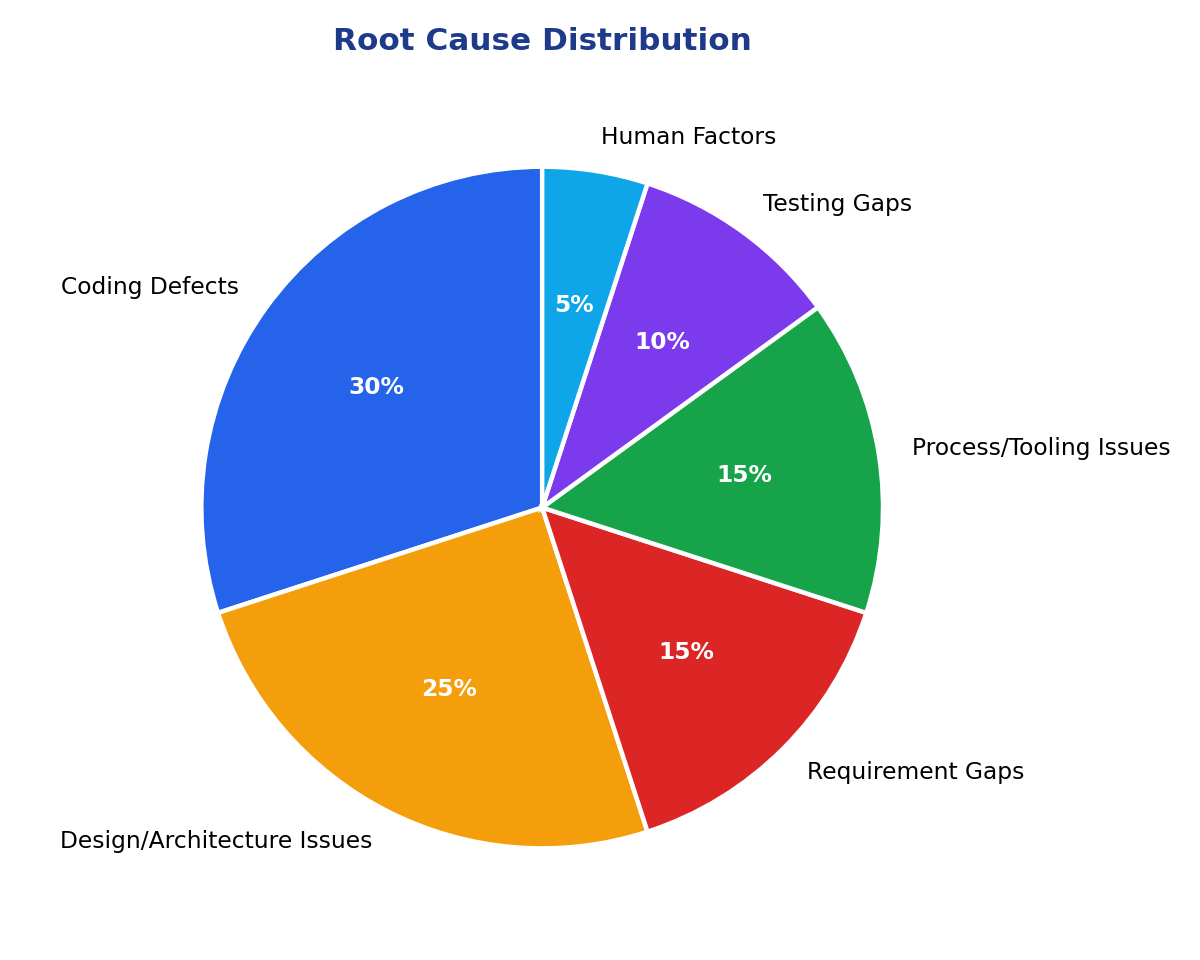 Root Cause Distribution
Human Factors
Testing Gaps
Coding Defects
5%
10%
30%
Process/Tooling Issues
15%
15%
25%
Requirement Gaps
Design/Architecture Issues